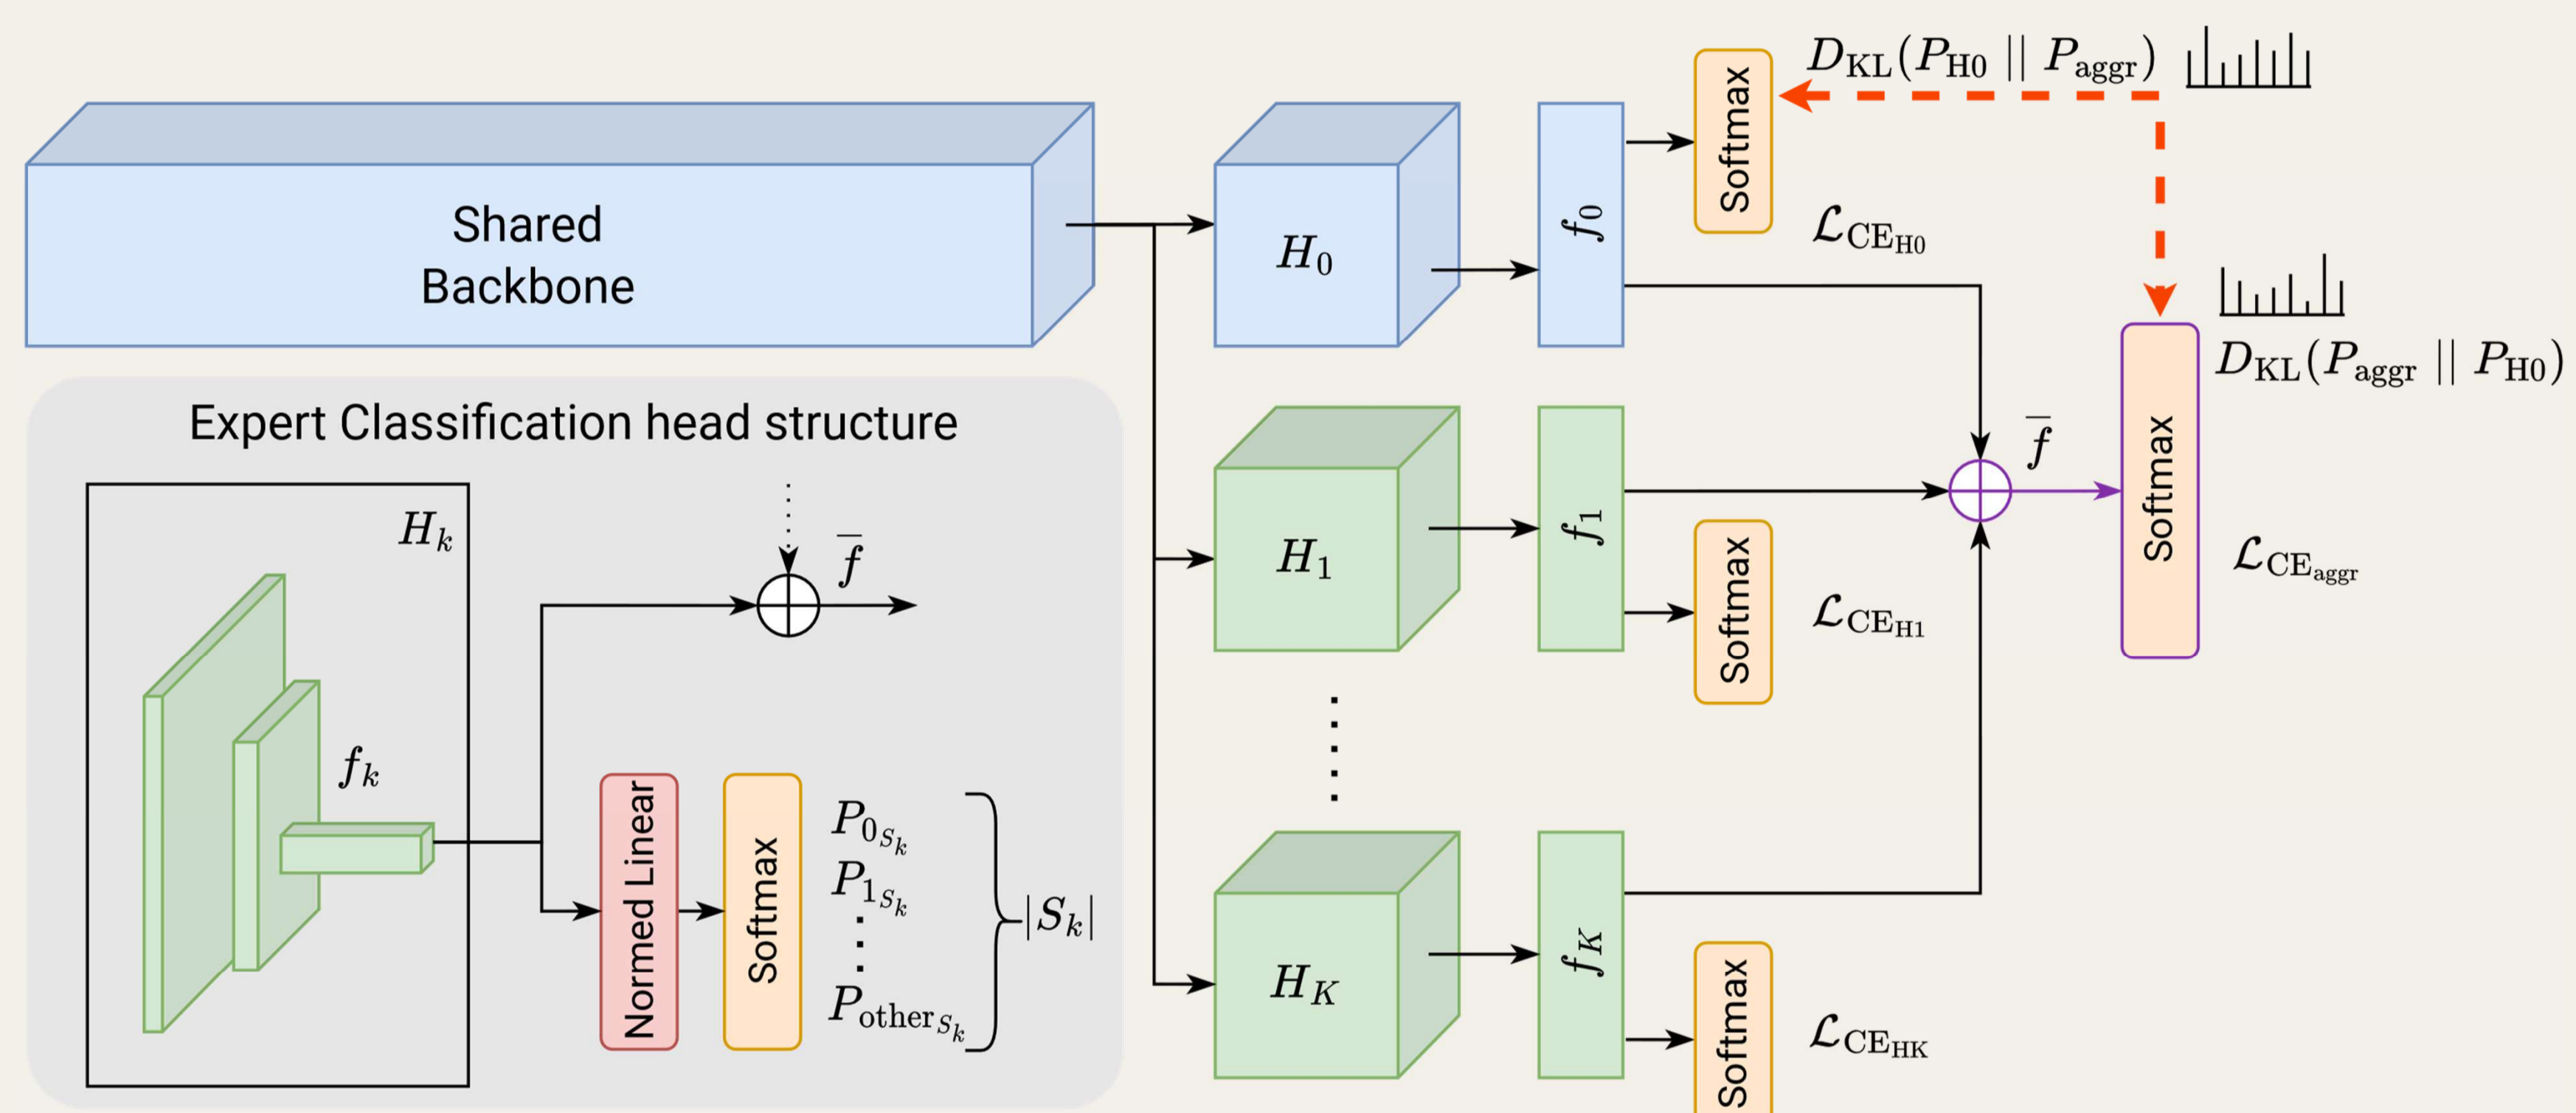 Shared
Backbone
H_0
f_0
Softmax
D_KL(P_H0 || P_aggr)
L_CE_H0
D_KL(P_aggr || P_H0)
H_1
f_1
Softmax
L_CE_H1
f̄
Softmax
L_CE_aggr
H_K
f_K
Softmax
L_CE_HK
Expert Classification head structure
H_k
f_k
f̄
Normed Linear
Softmax
P_0_S_k
P_1_S_k
P_other_S_k
|S_k|